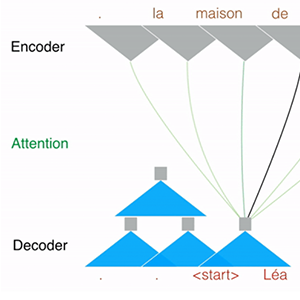 . la maison de
Encoder
Attention
Decoder
. . <start> Léa